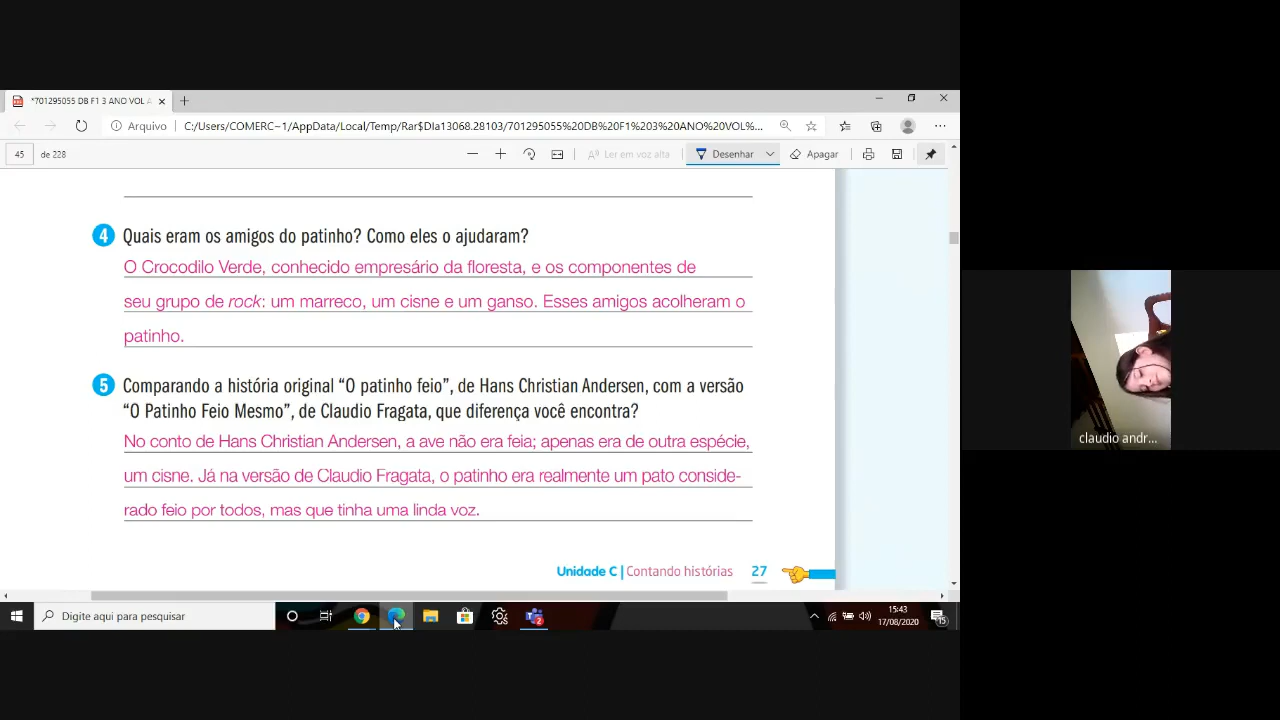 *701295055 DB F1 3 ANO VOL A
Arquivo
C:/Users/COMERC~1/AppData/Local/Temp/Rar$DIa13068.28103/701295055%20DB%20F1%203%20ANO%20VOL%...
45 de 228
Ler em voz alta
Desenhar
Apagar
4 Quais eram os amigos do patinho? Como eles o ajudaram?
O Crocodilo Verde, conhecido empresário da floresta, e os componentes de
seu grupo de rock: um marreco, um cisne e um ganso. Esses amigos acolheram o
patinho.
5 Comparando a história original “O patinho feio”, de Hans Christian Andersen, com a versão
“O Patinho Feio Mesmo”, de Claudio Fragata, que diferença você encontra?
No conto de Hans Christian Andersen, a ave não era feia; apenas era de outra espécie,
um cisne. Já na versão de Claudio Fragata, o patinho era realmente um pato conside-
rado feio por todos, mas que tinha uma linda voz.
Unidade C | Contando histórias 27
claudio andr...
Digite aqui para pesquisar
2
15:43
17/08/2020
15